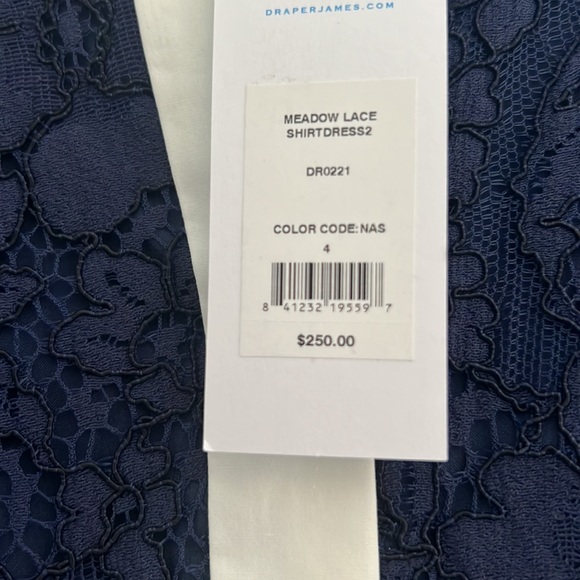 DRAPERJAMES.COM
MEADOW LACE
SHIRTDRESS2
DR0221
COLOR CODE: NAS
4
8 41232 19559 7
$250.00